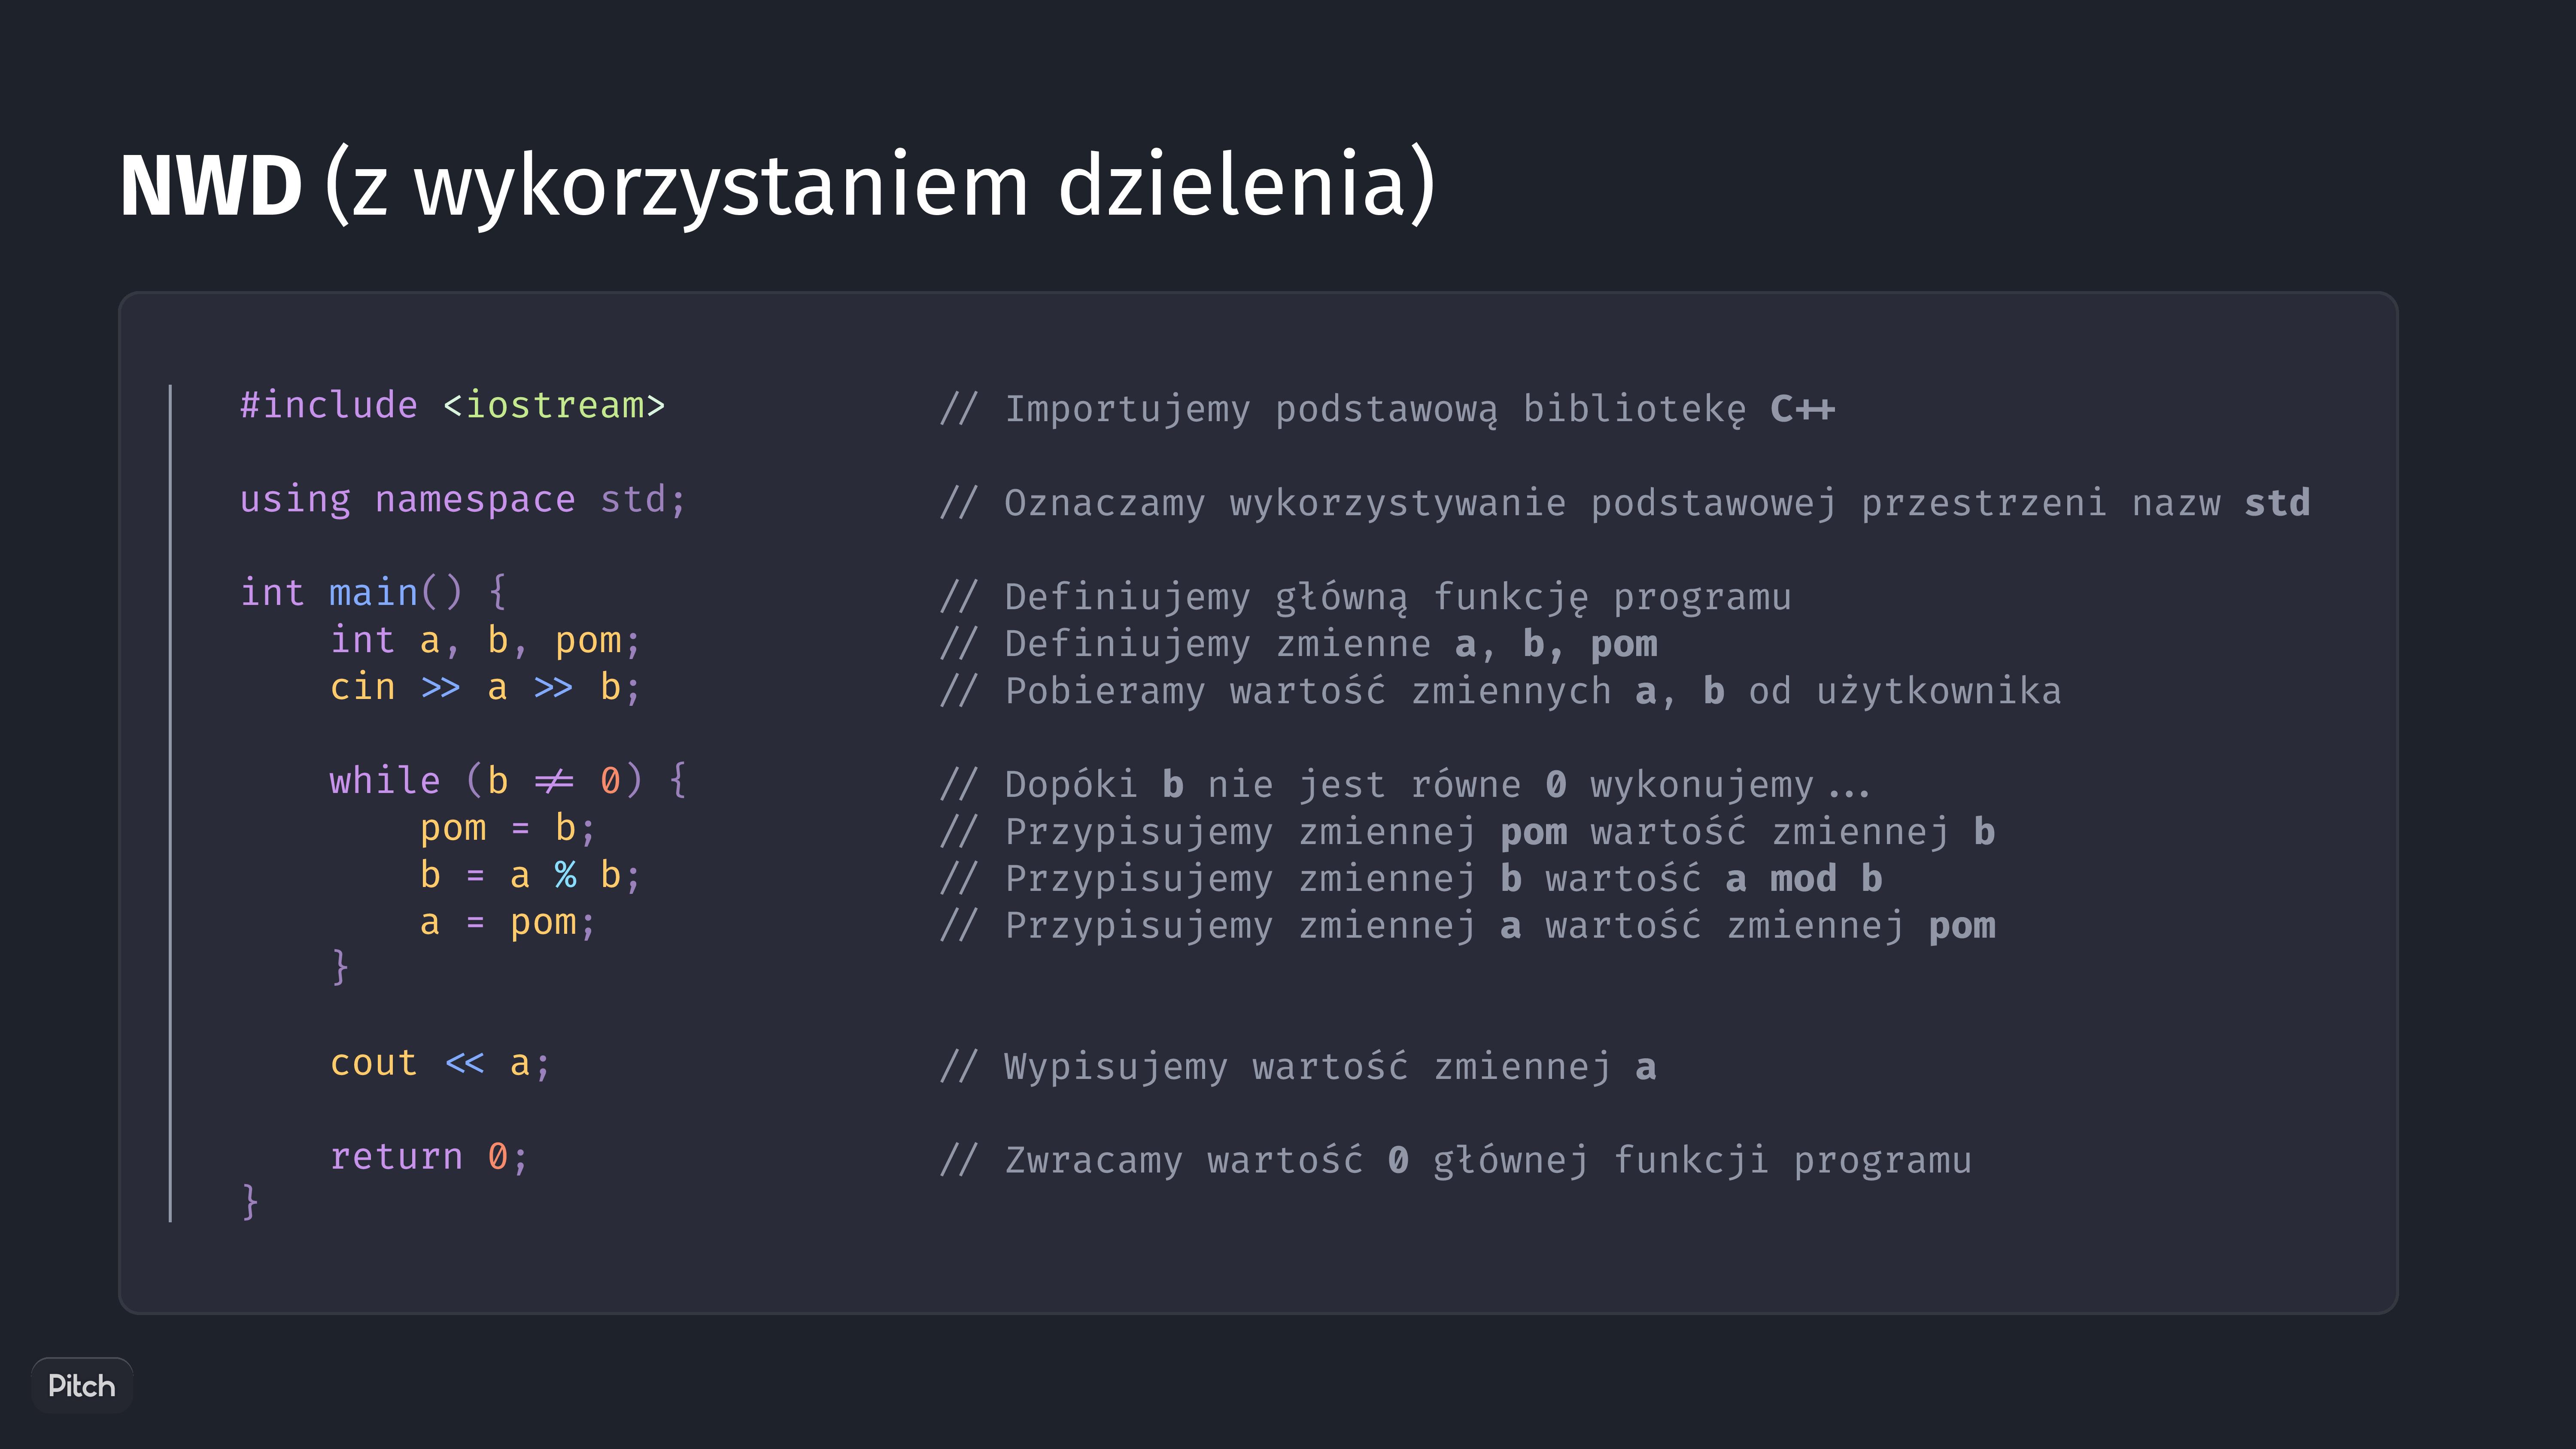 NWD (z wykorzystaniem dzielenia)
#include <iostream> // Importujemy podstawową bibliotekę C++
using namespace std; // Oznaczamy wykorzystywanie podstawowej przestrzeni nazw std
int main() { // Definiujemy główną funkcję programu
int a, b, pom; // Definiujemy zmienne a, b, pom
cin >> a >> b; // Pobieramy wartość zmiennych a, b od użytkownika
while (b != 0) { // Dopóki b nie jest równe 0 wykonujemy...
pom = b; // Przypisujemy zmiennej pom wartość zmiennej b
b = a % b; // Przypisujemy zmiennej b wartość a mod b
a = pom; // Przypisujemy zmiennej a wartość zmiennej pom
}
cout << a; // Wypisujemy wartość zmiennej a
return 0; // Zwracamy wartość 0 głównej funkcji programu
}
Pitch